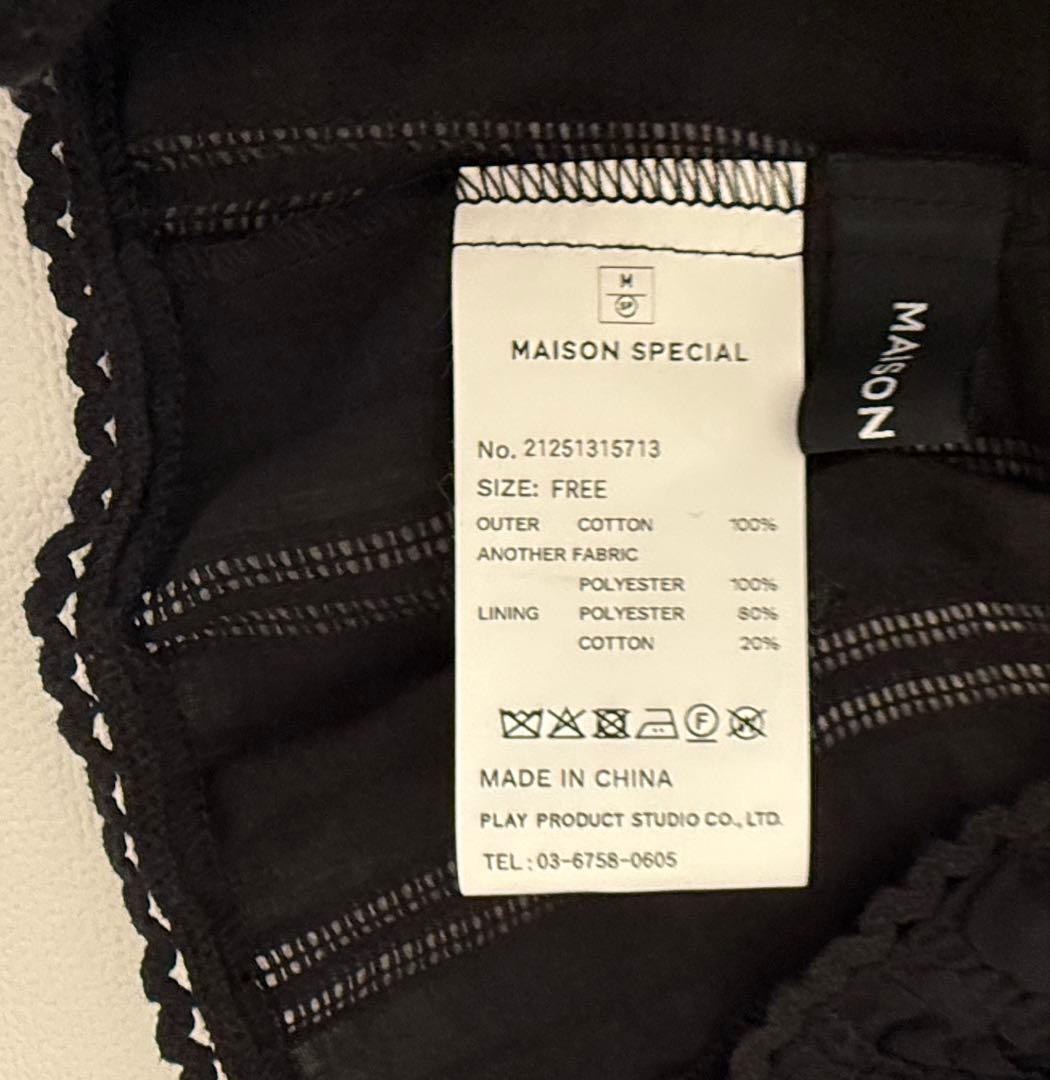 M
SP
MAISON SPECIAL
No. 21251315713
SIZE: FREE
OUTER COTTON 100%
ANOTHER FABRIC
POLYESTER 100%
LINING POLYESTER 80%
COTTON 20%
F
W
MADE IN CHINA
PLAY PRODUCT STUDIO CO., LTD.
TEL : 03-6758-0605
MAISON